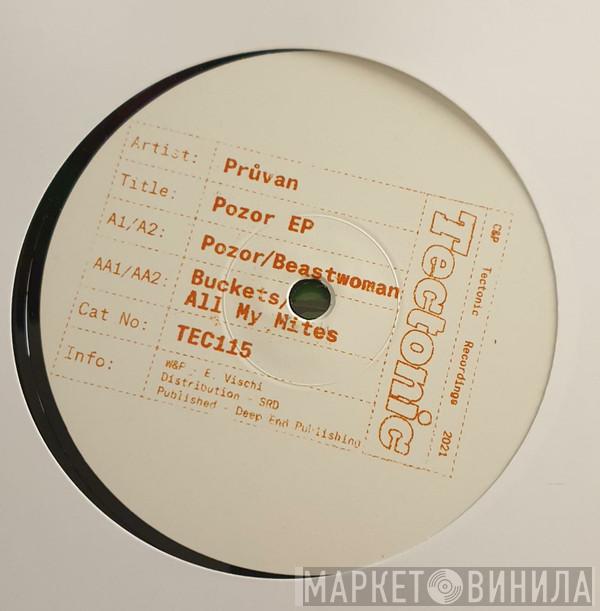 Artist: Průvan
Title: Pozor EP
A1/A2: Pozor/Beastwoman
AA1/AA2: Buckets/
All My Mites
Cat No: TEC115
Info: W&P - E. Vischi
Distribution - SRD
Published - Deep End Publishing
Tectonic
C&P Tectonic Recordings 2021
МАРКЕТ ВИНИЛА